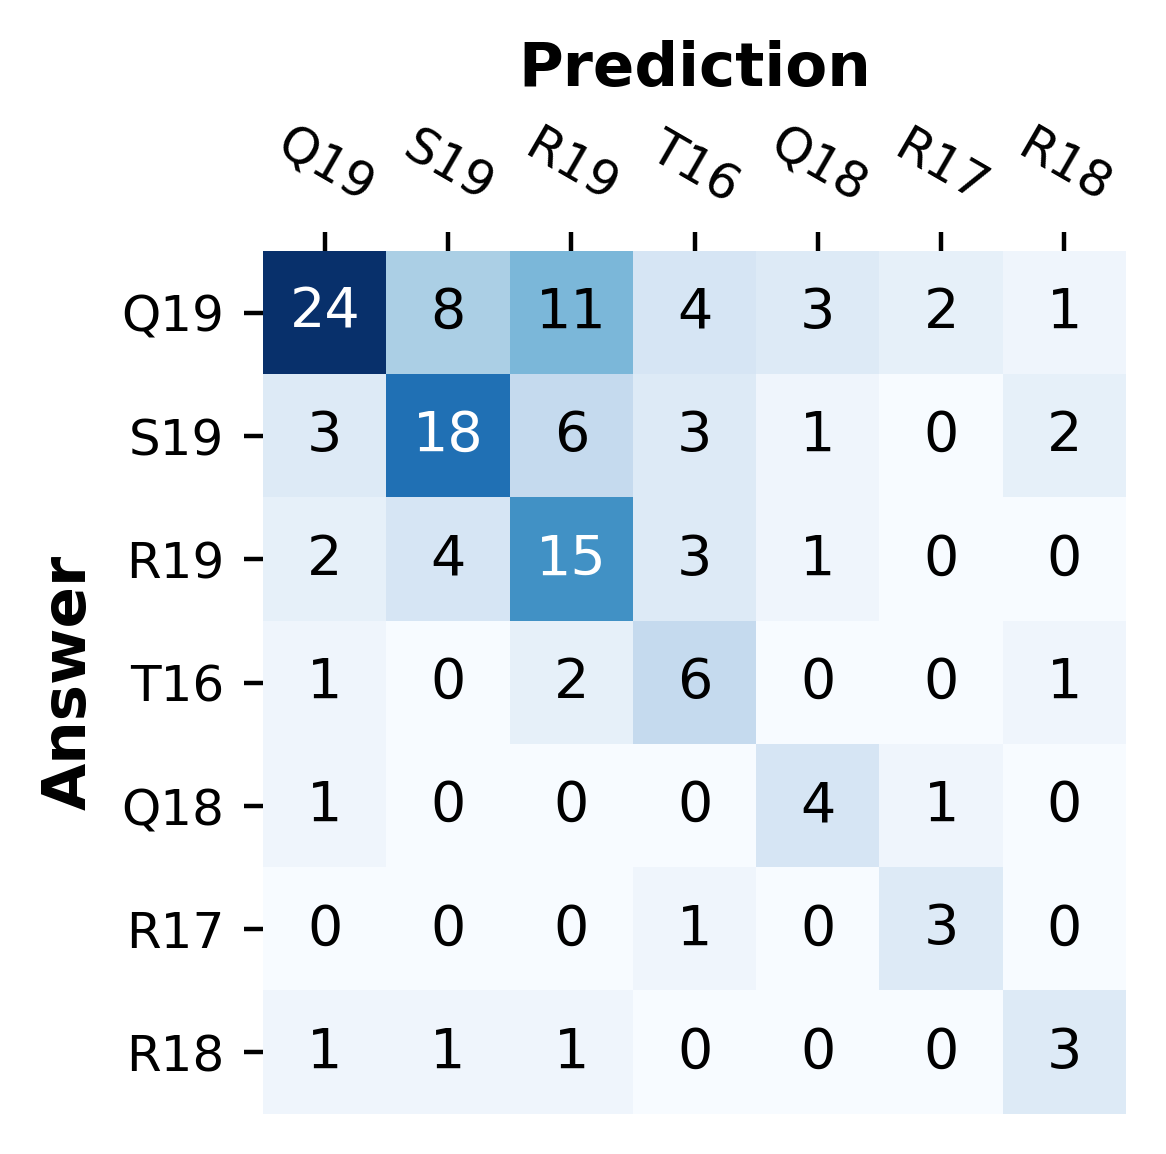 Prediction
Q19 S19 R19 T16 Q18 R17 R18
Q19 24 8 11 4 3 2 1
S19 3 18 6 3 1 0 2
R19 2 4 15 3 1 0 0
T16 1 0 2 6 0 0 1
Q18 1 0 0 0 4 1 0
R17 0 0 0 1 0 3 0
R18 1 1 1 0 0 0 3
Answer